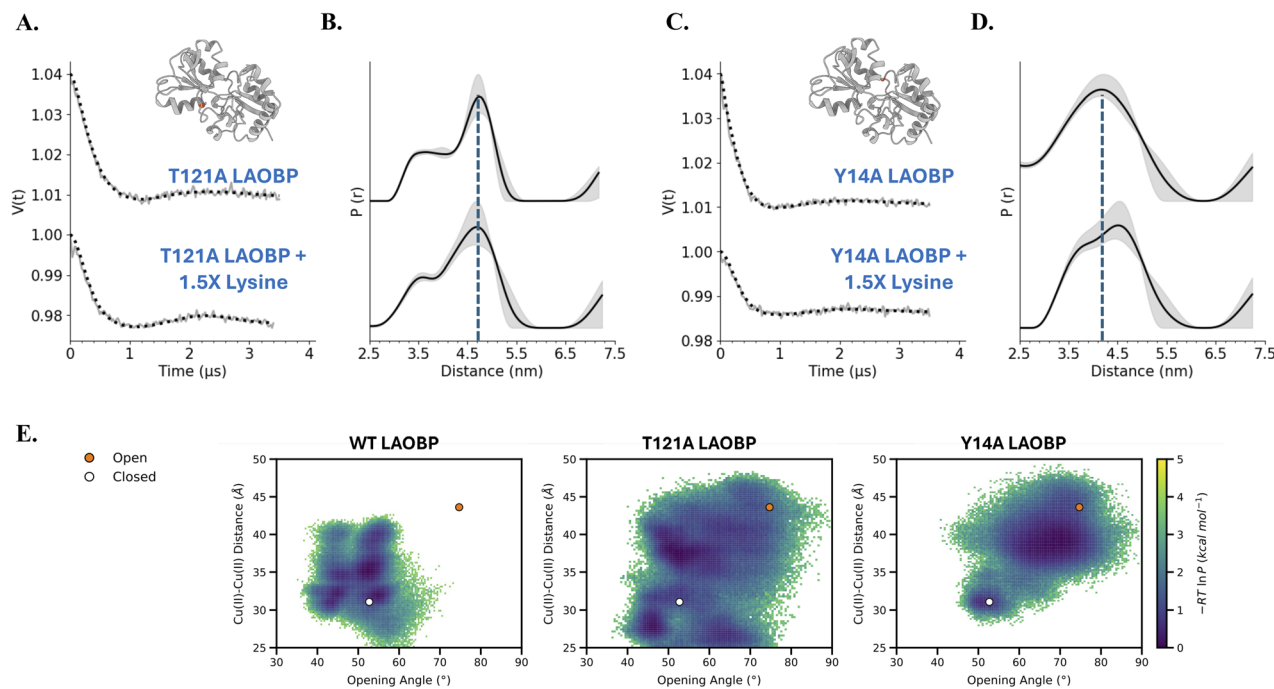 A.
B.
C.
D.
1.04
1.03
1.02
1.01
1.00
0.99
0.98
V(t)
T121A LAOBP
T121A LAOBP +
1.5X Lysine
0
1
2
3
4
Time (µs)
P (r)
2.5
3.5
4.5
5.5
6.5
7.5
Distance (nm)
1.04
1.03
1.02
1.01
1.00
0.99
0.98
V(t)
Y14A LAOBP
Y14A LAOBP +
1.5X Lysine
0
1
2
3
4
Time (µs)
P (r)
2.5
3.5
4.5
5.5
6.5
7.5
Distance (nm)
E.
Open
Closed
WT LAOBP
50
45
40
35
30
25
Cu(II)-Cu(II) Distance (Å)
30
40
50
60
70
80
90
Opening Angle (°)
T121A LAOBP
50
45
40
35
30
25
Cu(II)-Cu(II) Distance (Å)
30
40
50
60
70
80
90
Opening Angle (°)
Y14A LAOBP
50
45
40
35
30
25
Cu(II)-Cu(II) Distance (Å)
30
40
50
60
70
80
90
Opening Angle (°)
5
4
3
2
1
0
−RT ln P (kcal mol⁻¹)